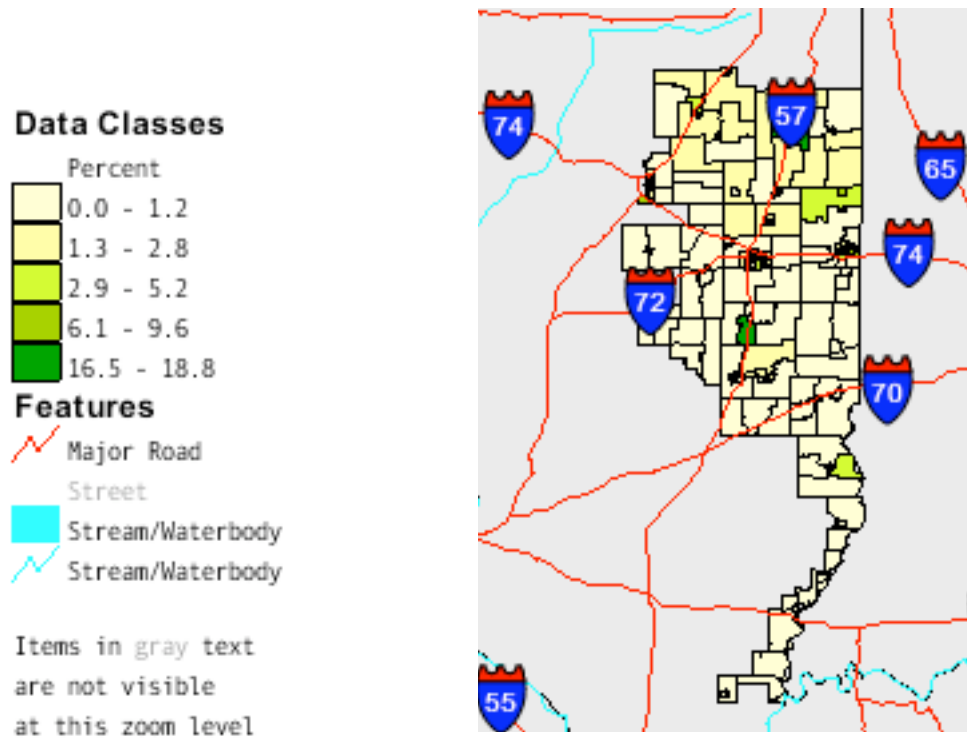 Data Classes
Percent
0.0 - 1.2
1.3 - 2.8
2.9 - 5.2
6.1 - 9.6
16.5 - 18.8
Features
Major Road
Street
Stream/Waterbody
Stream/Waterbody
Items in gray text
are not visible
at this zoom level
74
57
65
74
72
70
55